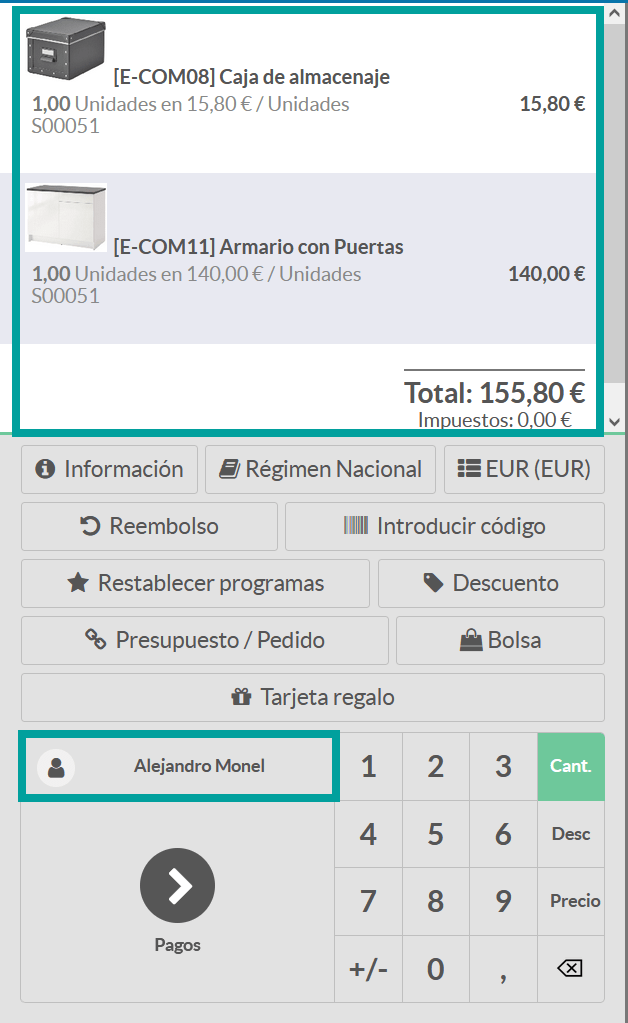 [E-COM08] Caja de almacenaje
1,00 Unidades en 15,80 € / Unidades 15,80 €
S00051
[E-COM11] Armario con Puertas
1,00 Unidades en 140,00 € / Unidades 140,00 €
S00051
Total: 155,80 €
Impuestos: 0,00 €
Información Régimen Nacional EUR (EUR)
Reembolso Introducir código
Restablecer programas Descuento
Presupuesto / Pedido Bolsa
Tarjeta regalo
Alejandro Monel 1 2 3 Cant.
4 5 6 Desc
7 8 9 Precio
Pagos
+/- 0 ,